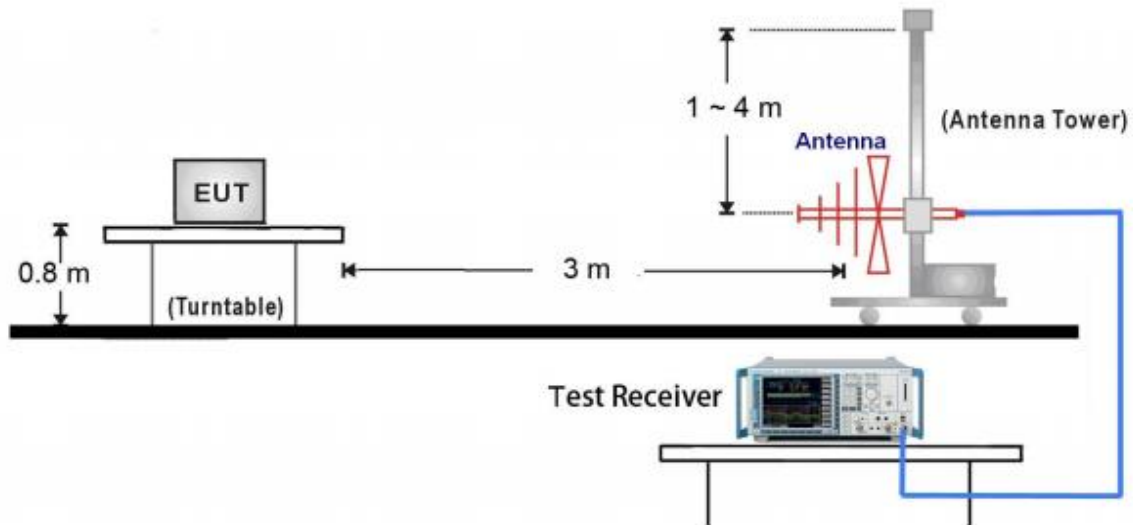 1 ~ 4 m
(Antenna Tower)
Antenna
EUT
0.8 m
3 m
(Turntable)
Test Receiver